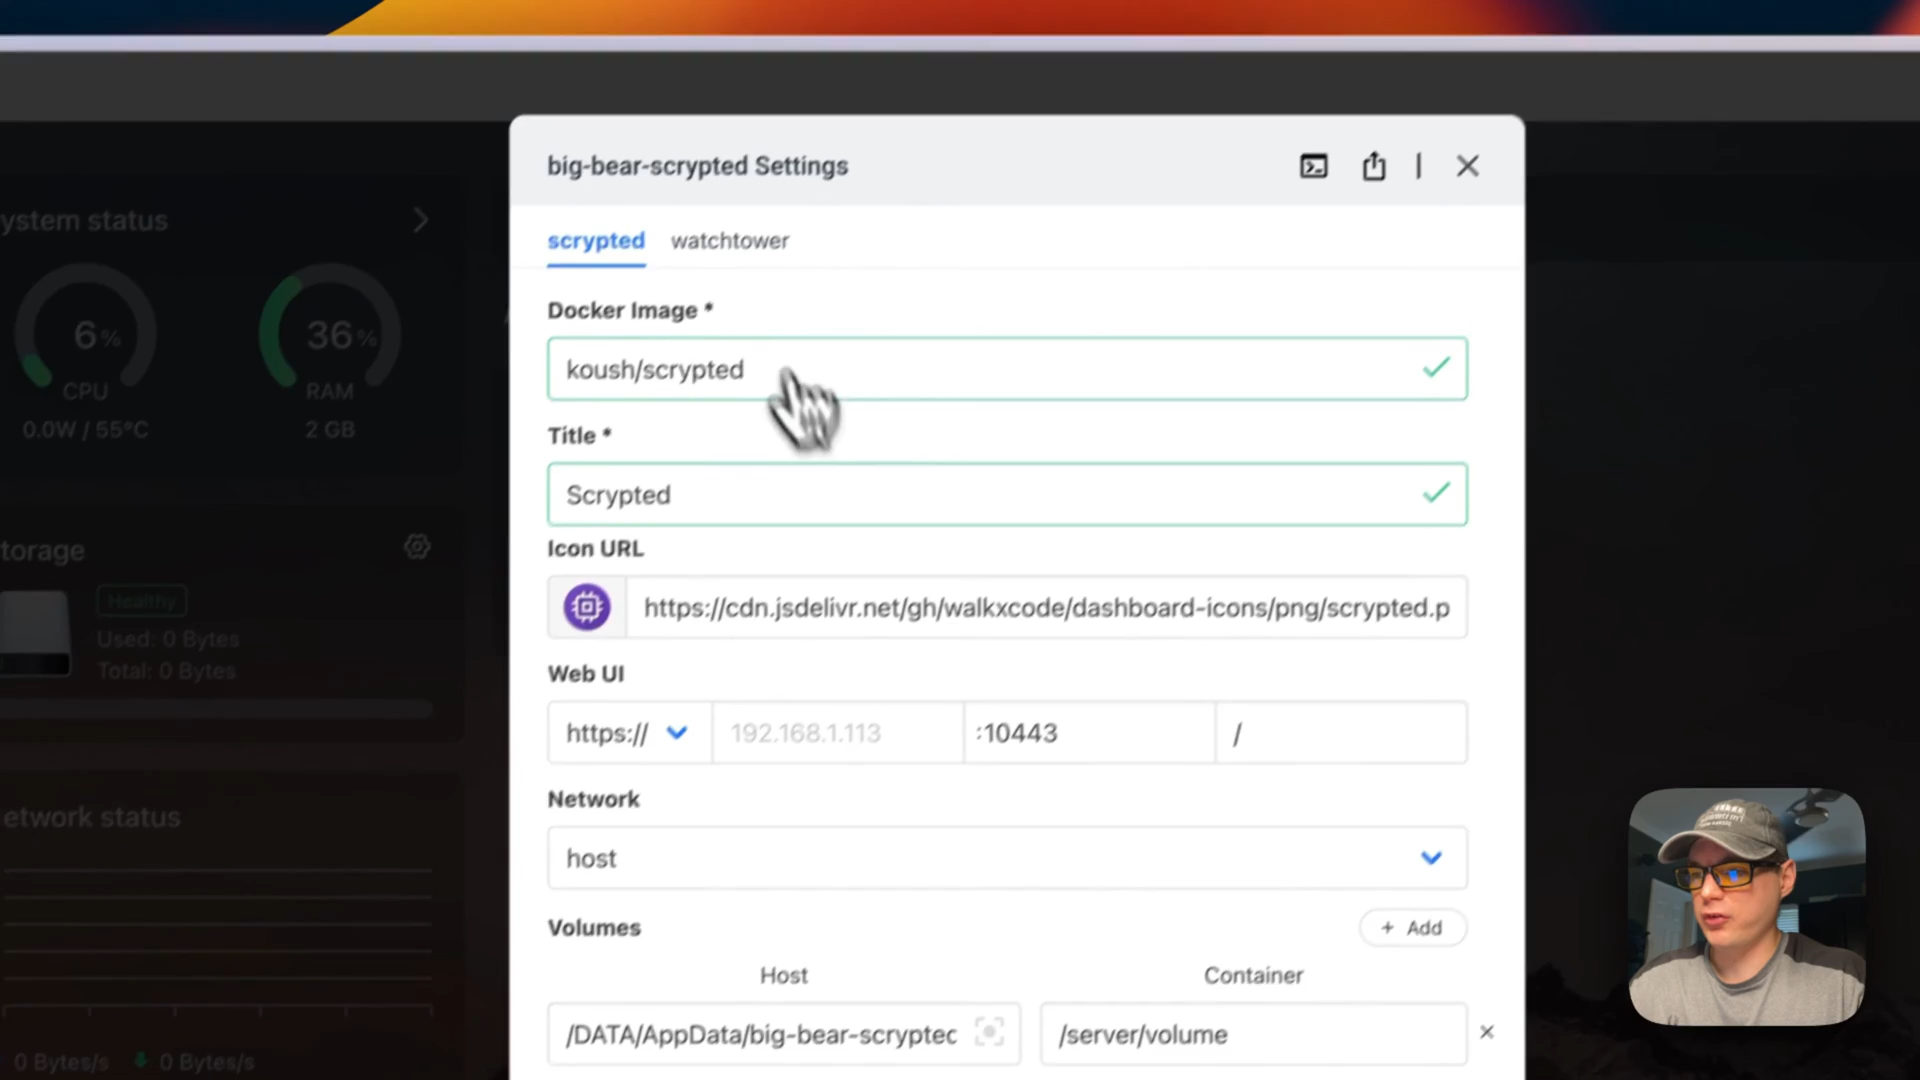 big-bear-scrypted Settings
scrypted watchtower
ystem status
6%
CPU
0.0W / 55°C
36%
RAM
2 GB
torage
Healthy
Used: 0 Bytes
Total: 0 Bytes
etwork status
0 Bytes/s 0 Bytes/s
Docker Image *
koush/scrypted
Title *
Scrypted
Icon URL
https://cdn.jsdelivr.net/gh/walkxcode/dashboard-icons/png/scrypted.p
Web UI
https:// 192.168.1.113 :10443 /
Network
host
Volumes + Add
Host Container
/DATA/AppData/big-bear-scryptec /server/volume